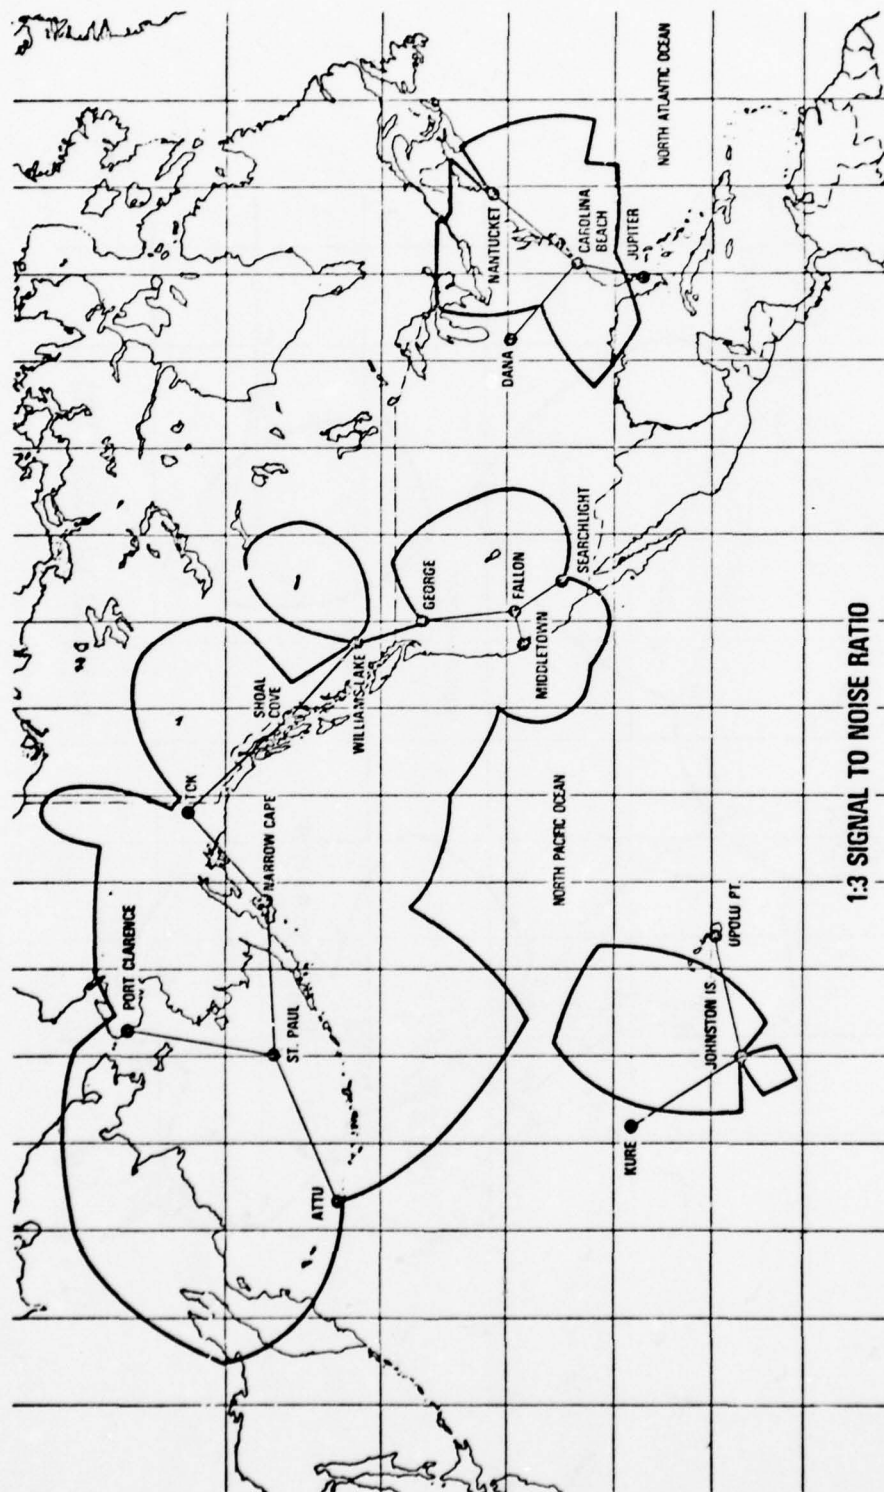 PORT CLARENCE
TCK
NARROW CAPE
ST. PAUL
ATTU
SHOAL
COVE
WILLIAMS LAKE
GEORGE
FALLON
MIDDLETOWN
SEARCHLIGHT
DANA
NANTUCKET
CAROLINA
BEACH
JUPITER
NORTH ATLANTIC OCEAN
NORTH PACIFIC OCEAN
KURE
JOHNSTON IS.
UPOLU PT.
1:3 SIGNAL TO NOISE RATIO